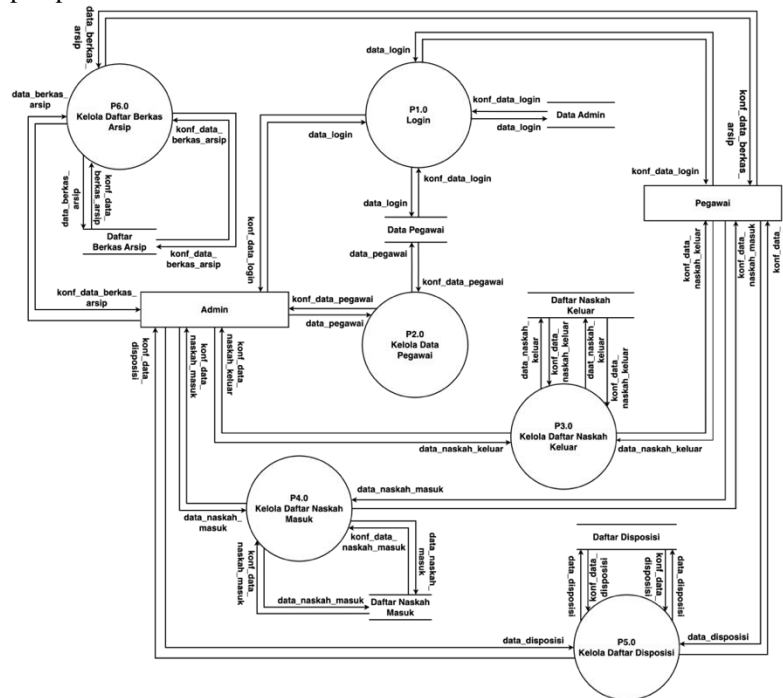 data_berkas_
arsip
data_login
data_berkas_
arsip
P6.0
Kelola Daftar Berkas
Arsip
konf_data_
berkas_arsip
data_berkas_
arsip
konf_data_
berkas_arsip
Daftar
Berkas Arsip
konf_data_
berkas_arsip
konf_data_berkas_
arsip
P1.0
Login
konf_data_login
data_login
Data Admin
data_login
konf_data_login
data_login
konf_data_login
Data Pegawai
data_pegawai
konf_data_pegawai
konf_data_login
konf_data_berkas_
arsip
Pegawai
konf_data_
naskah_keluar
konf_data_
naskah_masuk
konf_data_
Admin
konf_data_pegawai
data_pegawai
P2.0
Kelola Data
Pegawai
Daftar Naskah
Keluar
data_naskah_
keluar
konf_data_
naskah_keluar
daat_naskah_
keluar
konf_data_
naskah_keluar
P3.0
Kelola Daftar Naskah
Keluar
data_naskah_keluar
data_naskah_keluar
konf_data_
disposisi
konf_data_
naskah_masuk
konf_data_
naskah_keluar
P4.0
Kelola Daftar Naskah
Masuk
data_naskah_masuk
data_naskah_
masuk
konf_data_
naskah_masuk
konf_data_
naskah_masuk
data_naskah_
masuk
data_naskah_masuk
Daftar Naskah
Masuk
Daftar Disposisi
data_disposisi
konf_data_
disposisi
konf_data
disposisi
data_disposisi
P5.0
Kelola Daftar Disposisi
data_disposisi
data_disposisi